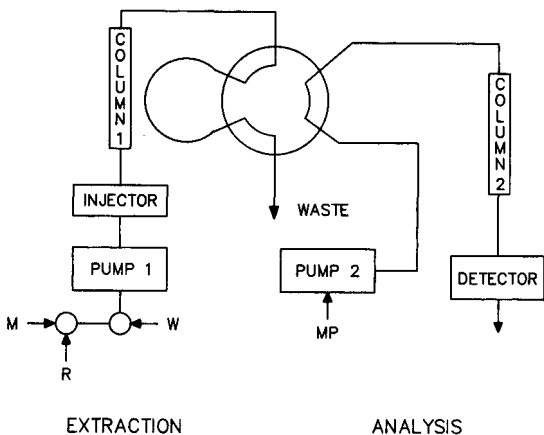 COLUMN 1
COLUMN 2
INJECTOR
WASTE
PUMP 1
PUMP 2
DETECTOR
M
W
MP
R
EXTRACTION
ANALYSIS